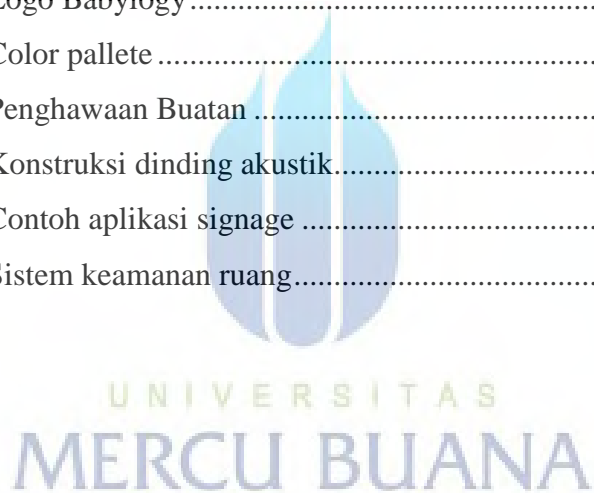 Logo Babylogy..............................................................
Color pallete..................................................................
Penghawaan Buatan......................................................
Konstruksi dinding akustik............................................
Contoh aplikasi signage................................................
Sistem keamanan ruang................................................
UNIVERSITAS
MERCU BUANA